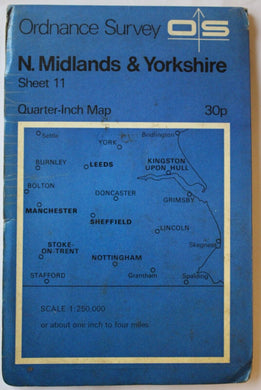 Ordnance Survey OS
N. Midlands & Yorkshire
Sheet 11
Quarter-Inch Map 30p
Settle
YORK
Bridlington
BURNLEY
LEEDS
KINGSTON
UPON HULL
BOLTON
DONCASTER
GRIMSBY
MANCHESTER
SHEFFIELD
LINCOLN
Skegness
STOKE-
ON-TRENT
NOTTINGHAM
STAFFORD
Grantham
Spalding
SCALE 1:250,000
or about one inch to four miles